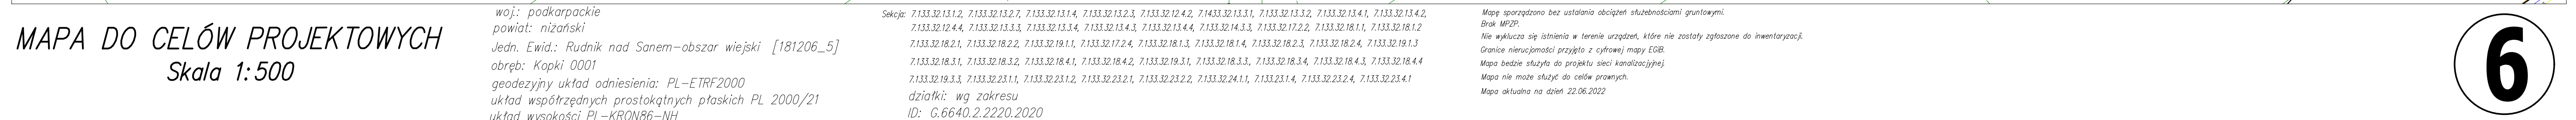 MAPA DO CELÓW PROJEKTOWYCH
Skala 1:500
woj.: podkarpackie
powiat: niżański
Jedn. Ewid.: Rudnik nad Sanem-obszar wiejski [181206_5]
obręb: Kopki 0001
geodezyjny układ odniesienia: PL-ETRF2000
układ współrzędnych prostokątnych płaskich PL 2000/21
układ wysokości PL-KRON86-NH
Sekcja: 7.133.32.13.1.2, 7.133.32.13.2.7, 7.133.32.13.1.4, 7.133.32.13.2.3, 7.133.32.12.4.2, 7.1433.32.13.3.1, 7.133.32.13.3.2, 7.133.32.13.4.1, 7.133.32.13.4.2,
7.133.32.12.4.4, 7.133.32.13.3.3, 7.133.32.13.3.4, 7.133.32.13.4.3, 7.133.32.13.4.4, 7.133.32.14.3.3, 7.133.32.17.2.2, 7.133.32.18.1.1, 7.133.32.18.1.2
7.133.32.18.2.1, 7.133.32.18.2.2, 7.133.32.19.1.1, 7.133.32.17.2.4, 7.133.32.18.1.3, 7.133.32.18.1.4, 7.133.32.18.2.3, 7.133.32.18.2.4, 7.133.32.19.1.3
7.133.32.18.3.1, 7.133.32.18.3.2, 7.133.32.18.4.1, 7.133.32.18.4.2, 7.133.32.19.3.1, 7.133.32.18.3.3., 7.133.32.18.3.4, 7.133.32.18.4.3, 7.133.32.18.4.4
7.133.32.19.3.3, 7.133.32.23.1.1, 7.133.32.23.1.2, 7.133.32.23.2.1, 7.133.32.23.2.2, 7.133.32.24.1.1, 7.133.23.1.4, 7.133.32.23.2.4, 7.133.32.23.4.1
działki: wg zakresu
ID: G.6640.2.2220.2020
Mapę sporządzono bez ustalania obciążeń służebnościami gruntowymi.
Brak MPZP.
Nie wyklucza się istnienia w terenie urządzeń, które nie zostały zgłoszone do inwentaryzacj.
Granice nierucjomości przyjęto z cyfrowej mapy EGiB.
Mapa bedzie służyła do projektu sieci kanalizacjyjnej.
Mapa nie może służyć do celów prawnych.
Mapa aktualna na dzień 22.06.2022
6